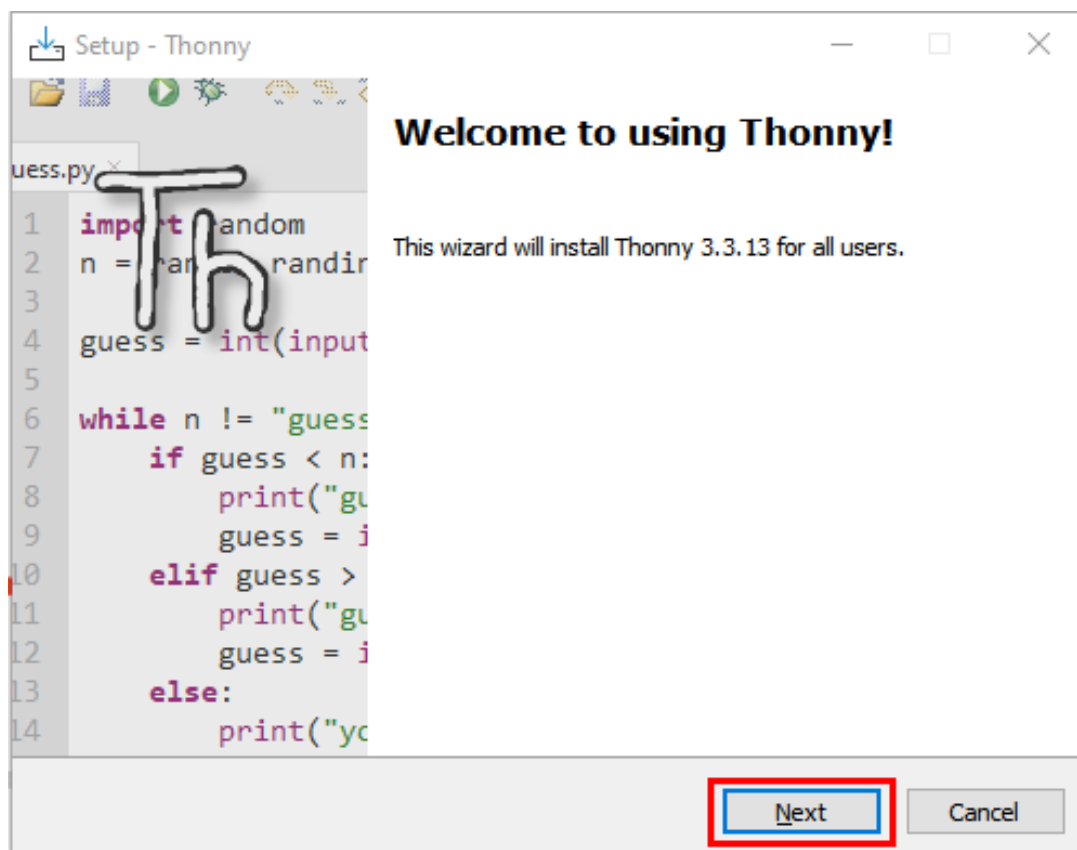 Setup - Thonny
Welcome to using Thonny!
This wizard will install Thonny 3.3.13 for all users.
uess.py
Th
1 import random
2 n = randin
3
4 guess = int(input
5
6 while n != "guess
7 if guess < n:
8 print("gu
9 guess = i
10 elif guess >
11 print("gu
12 guess = i
13 else:
14 print("yo
Next
Cancel